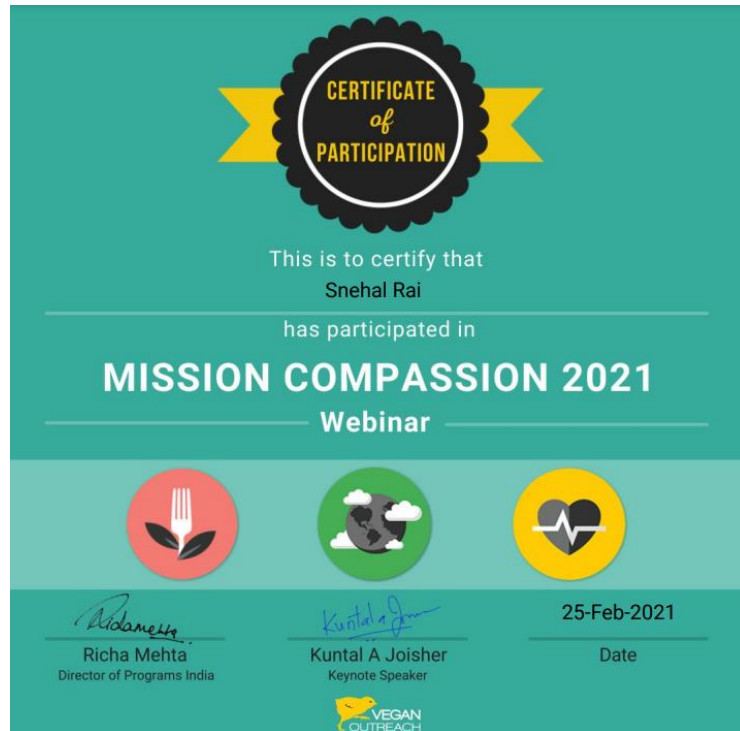 CERTIFICATE
of
PARTICIPATION
This is to certify that
Snehal Rai
has participated in
MISSION COMPASSION 2021
Webinar
Kuntal a
25-Feb-2021
Richa Mehta
Kuntal A Joisher
Date
Director of Programs India
Keynote Speaker
VEGAN
OUTREACH